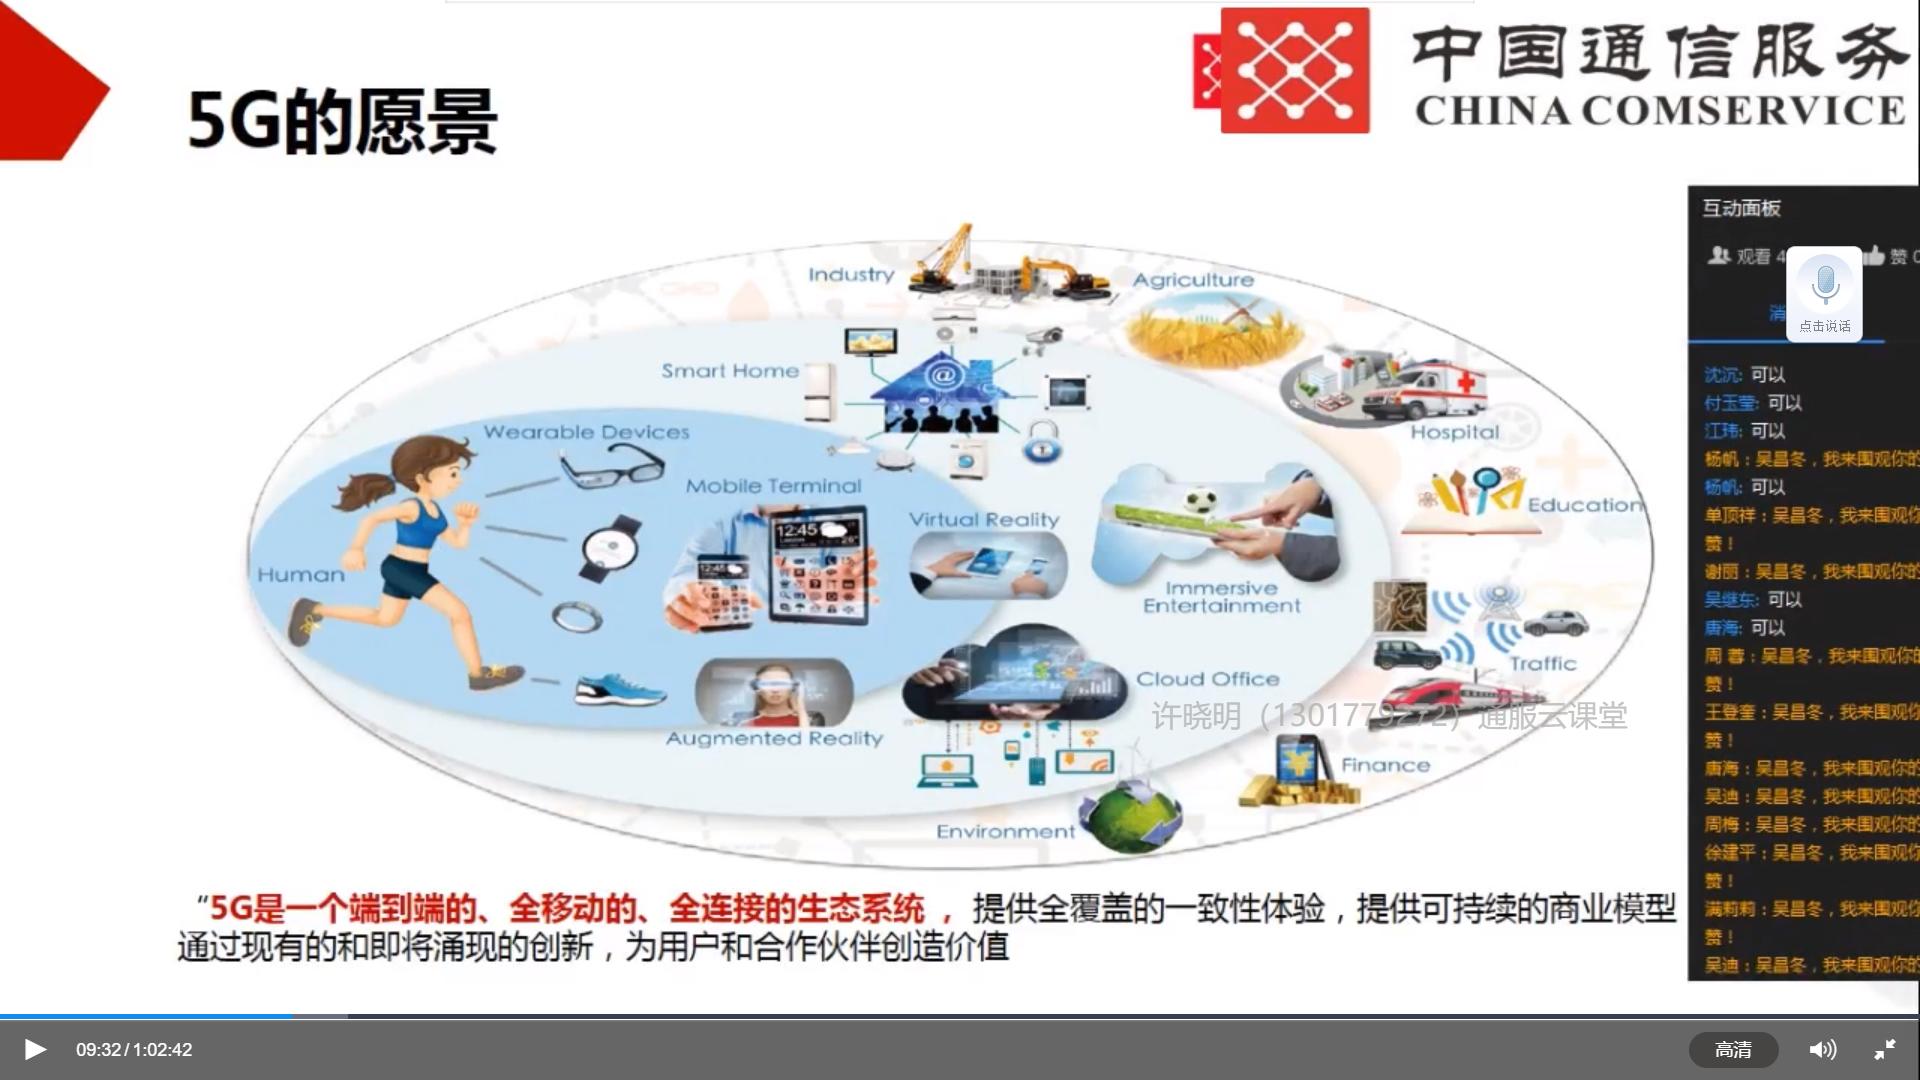 中国通信服务
CHINA COMSERVICE
5G的愿景
Industry
Agriculture
Smart Home
Hospital
Wearable Devices
Mobile Terminal
Virtual Reality
Education
Human
12:45
12:45
Immersive
Entertainment
Traffic
Cloud Office
Augmented Reality
Finance
Environment
许晓明（1301779272）通服云课堂
“5G是一个端到端的、全移动的、全连接的生态系统，提供全覆盖的一致性体验，提供可持续的商业模型
通过现有的和即将涌现的创新，为用户和合作伙伴创造价值
互动面板
观看 4
赞 0
消
点击说话
沈沉: 可以
付玉莹: 可以
江玮: 可以
杨帆：吴昌冬，我来围观你的
杨帆: 可以
单顶祥：吴昌冬，我来围观你
赞！
谢丽：吴昌冬，我来围观你的
吴继东: 可以
唐海: 可以
周 蓉：吴昌冬，我来围观你的
赞！
王登奎：吴昌冬，我来围观你
赞！
唐海：吴昌冬，我来围观你的
吴迪：吴昌冬，我来围观你的
周梅：吴昌冬，我来围观你的
徐建平：吴昌冬，我来围观你
赞！
满莉莉：吴昌冬，我来围观你
赞！
吴迪：吴昌冬，我来围观你的
09:32/1:02:42
高清